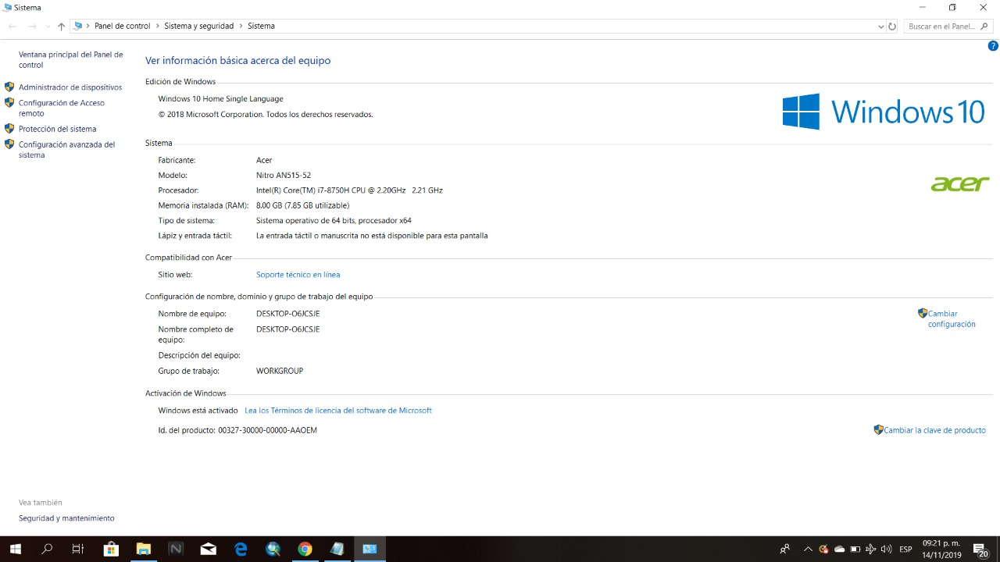 Sistema
Panel de control
Sistema y seguridad
Sistema
Buscar en el Panel...
?
Ventana principal del Panel de
control
Administrador de dispositivos
Configuración de Acceso
remoto
Protección del sistema
Configuración avanzada del
sistema
Ver información básica acerca del equipo
Edición de Windows
Windows 10 Home Single Language
© 2018 Microsoft Corporation. Todos los derechos reservados.
Windows 10
Sistema
Fabricante: Acer
Modelo: Nitro AN515-52
Procesador: Intel(R) Core(TM) i7-8750H CPU @ 2.20GHz 2.21 GHz
Memoria instalada (RAM): 8.00 GB (7.85 GB utilizable)
Tipo de sistema: Sistema operativo de 64 bits, procesador x64
Lápiz y entrada táctil: La entrada táctil o manuscrita no está disponible para esta pantalla
acer
Compatibilidad con Acer
Sitio web: Soporte técnico en línea
Configuración de nombre, dominio y grupo de trabajo del equipo
Nombre de equipo: DESKTOP-O6JCSJE
Nombre completo de
equipo: DESKTOP-O6JCSJE
Descripción del equipo:
Grupo de trabajo: WORKGROUP
Cambiar
configuración
Activación de Windows
Windows está activado Lea los Términos de licencia del software de Microsoft
Id. del producto: 00327-30000-00000-AAOEM
Cambiar la clave de producto
Vea también
Seguridad y mantenimiento
ESP
09:21 p. m.
14/11/2019
20